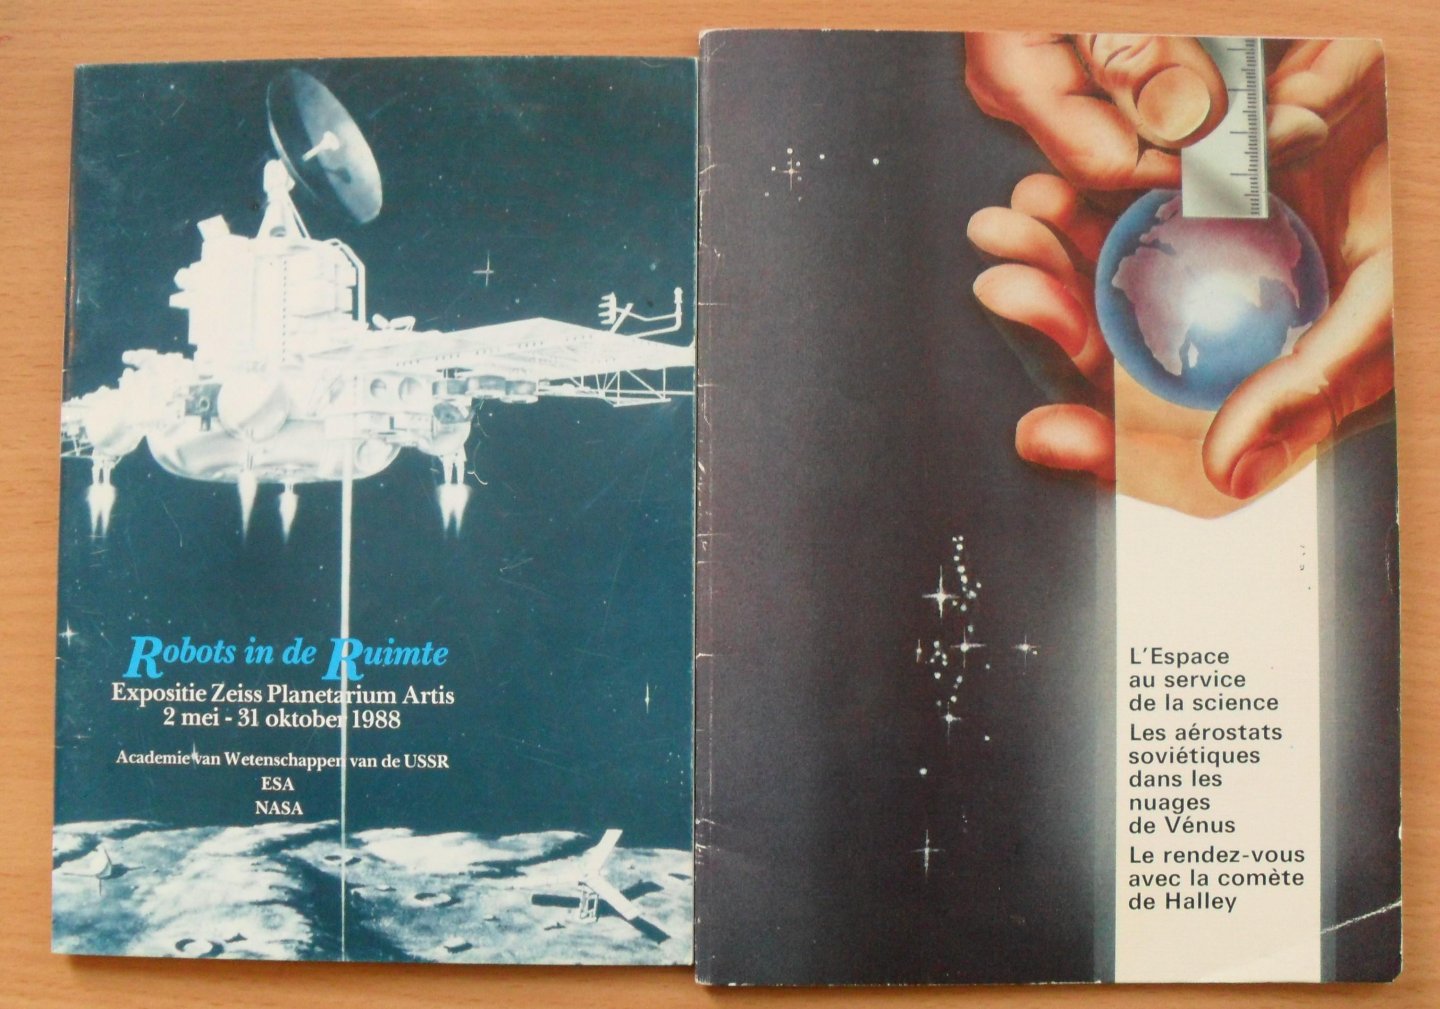 Robots in de Ruimte
Expositie Zeiss Planetarium Artis
2 mei - 31 oktober 1988
Academie van Wetenschappen van de USSR
ESA
NASA
L'Espace
au service
de la science
Les aérostats
soviétiques
dans les
nuages
de Vénus
Le rendez-vous
avec la comète
de Halley